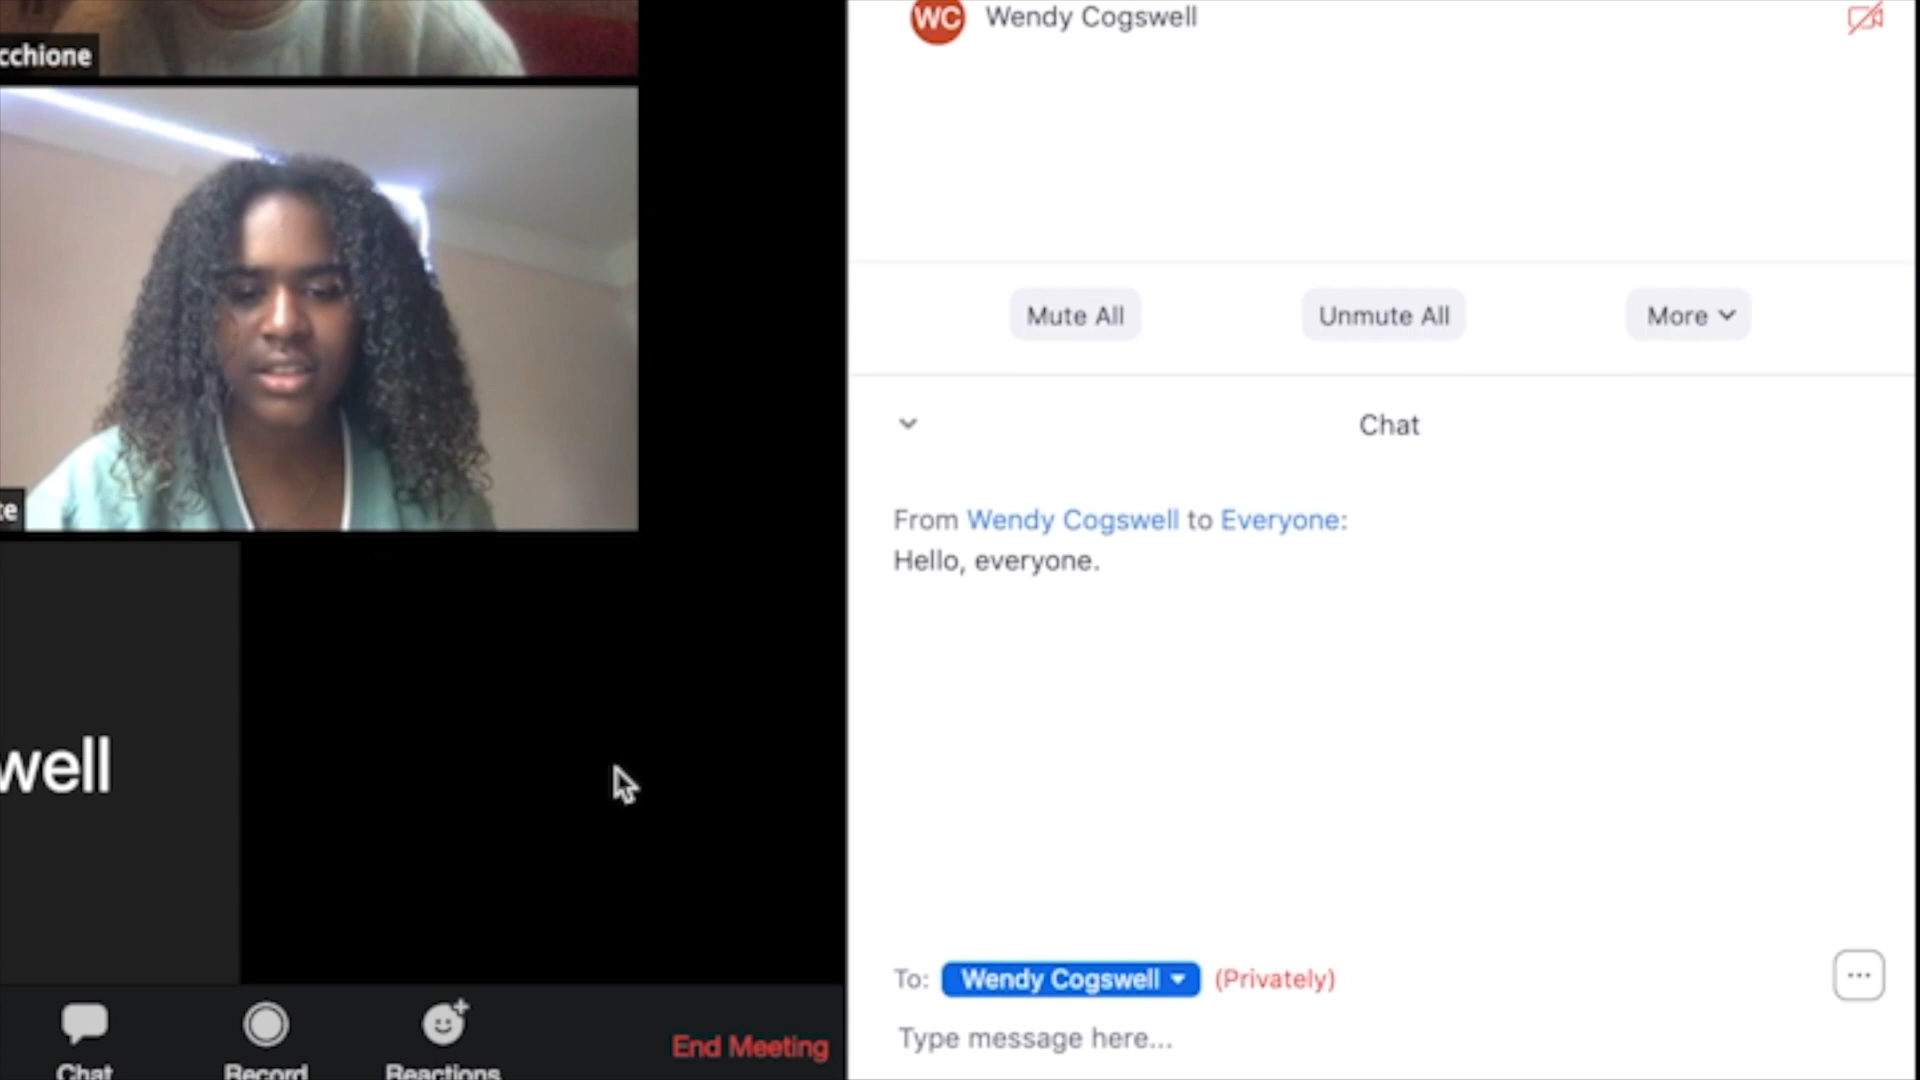 cchione
te
well
Chat
Record
Reactions
End Meeting
WC Wendy Cogswell
Mute All
Unmute All
More
Chat
From Wendy Cogswell to Everyone:
Hello, everyone.
To: Wendy Cogswell (Privately)
Type message here...